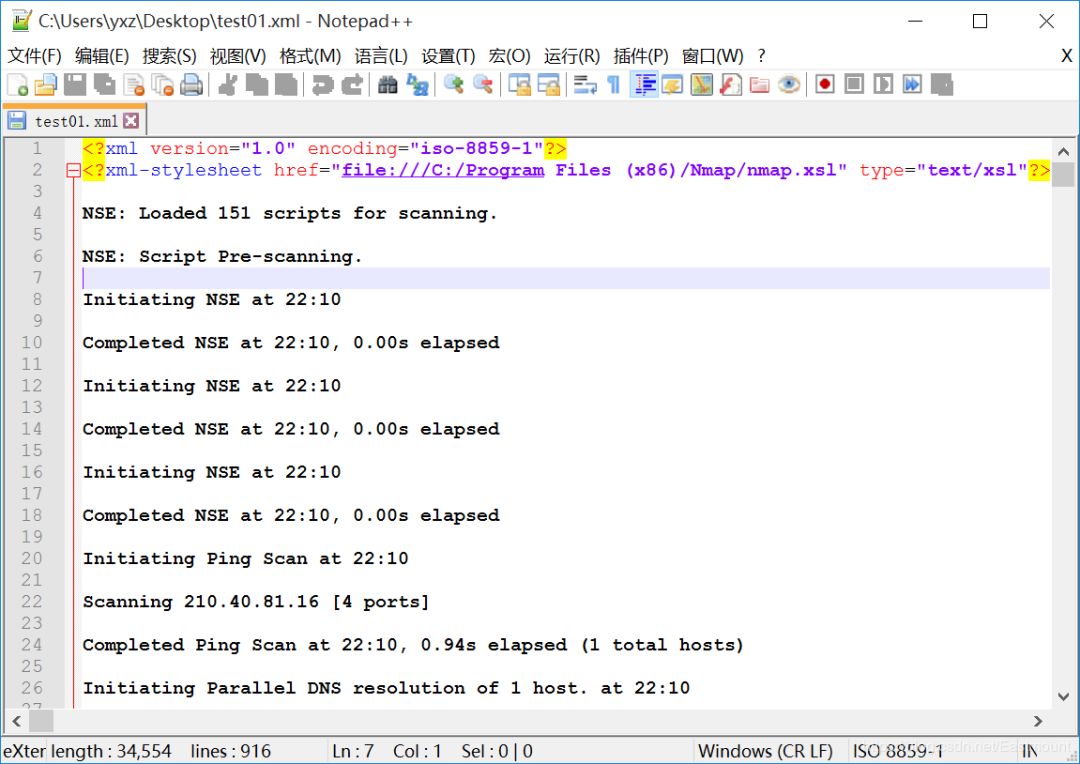 C:\Users\yxz\Desktop\test01.xml - Notepad++
文件(F) 编辑(E) 搜索(S) 视图(V) 格式(M) 语言(L) 设置(T) 宏(O) 运行(R) 插件(P) 窗口(W) ? X
test01.xml
1 <?xml version="1.0" encoding="iso-8859-1"?>
2 <?xml-stylesheet href="file:///C:/Program Files (x86)/Nmap/nmap.xsl" type="text/xsl"?>
3
4 NSE: Loaded 151 scripts for scanning.
5
6 NSE: Script Pre-scanning.
7
8 Initiating NSE at 22:10
9
10 Completed NSE at 22:10, 0.00s elapsed
11
12 Initiating NSE at 22:10
13
14 Completed NSE at 22:10, 0.00s elapsed
15
16 Initiating NSE at 22:10
17
18 Completed NSE at 22:10, 0.00s elapsed
19
20 Initiating Ping Scan at 22:10
21
22 Scanning 210.40.81.16 [4 ports]
23
24 Completed Ping Scan at 22:10, 0.94s elapsed (1 total hosts)
25
26 Initiating Parallel DNS resolution of 1 host. at 22:10
27
eXter length : 34,554 lines : 916 Ln : 7 Col : 1 Sel : 0 | 0 Windows (CR LF) ISO 8859-1 IN